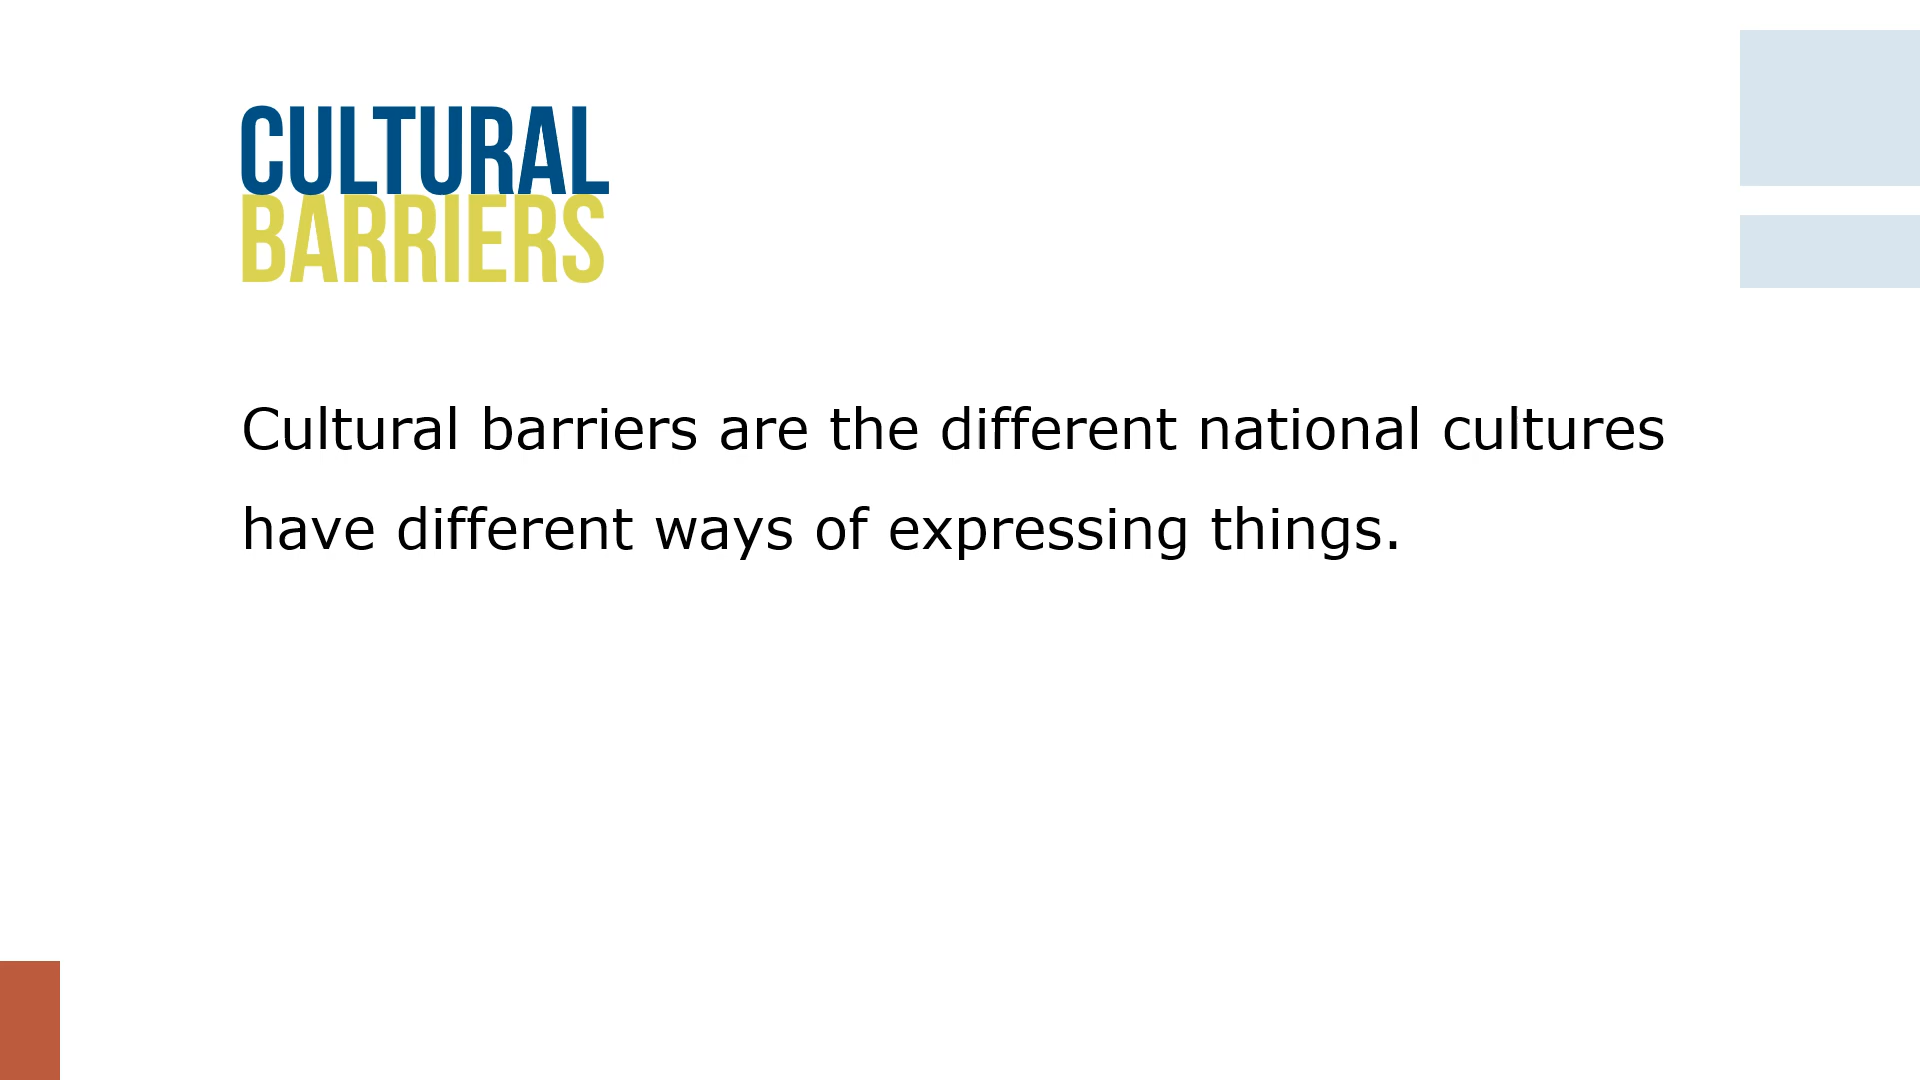 CULTURAL
BARRIERS
Cultural barriers are the different national cultures
have different ways of expressing things.